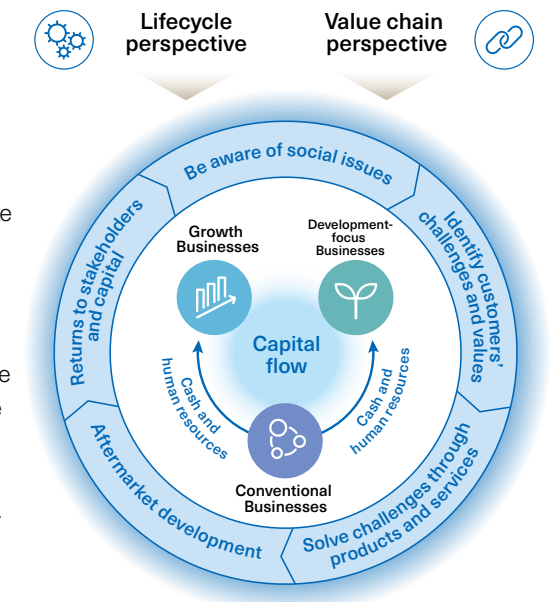 Lifecycle
perspective
Value chain
perspective
Be aware of social issues
Identify customers’
challenges and values
Solve challenges through
products and services
Aftermarket development
Returns to stakeholders
and capital
Growth
Businesses
Development-
focus
Businesses
Capital
flow
Cash and
human resources
Cash and
human resources
Conventional
Businesses